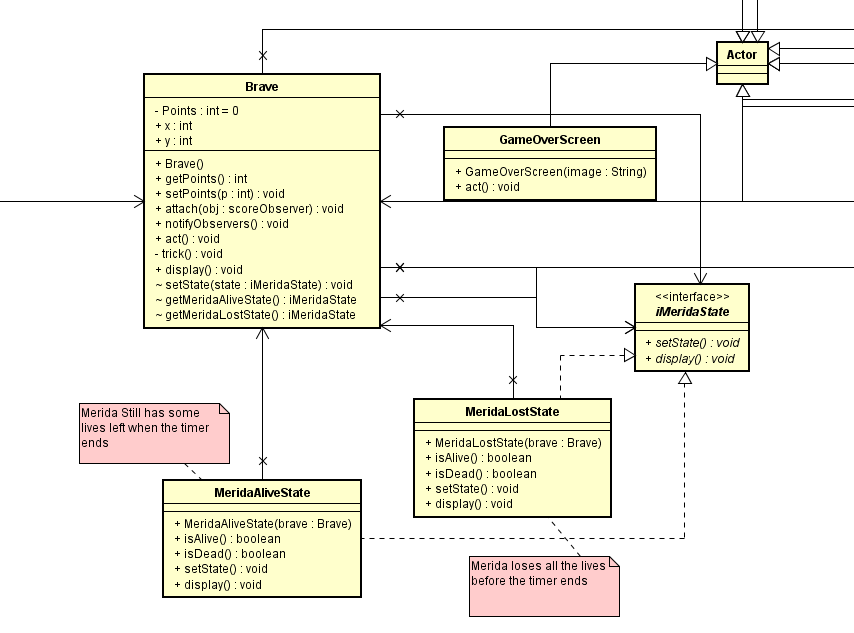 Actor
Brave
- Points : int = 0
+ x : int
+ y : int
+ Brave()
+ getPoints() : int
+ setPoints(p : int) : void
+ attach(obj : scoreObserver) : void
+ notifyObservers() : void
+ act() : void
- trick() : void
+ display() : void
~ setState(state : iMeridaState) : void
~ getMeridaAliveState() : iMeridaState
~ getMeridaLostState() : iMeridaState
GameOverScreen
+ GameOverScreen(image : String)
+ act() : void
<<interface>>
iMeridaState
+ setState() : void
+ display() : void
Merida Still has some
lives left when the timer
ends
MeridaLostState
+ MeridaLostState(brave : Brave)
+ isAlive() : boolean
+ isDead() : boolean
+ setState() : void
+ display() : void
MeridaAliveState
+ MeridaAliveState(brave : Brave)
+ isAlive() : boolean
+ isDead() : boolean
+ setState() : void
+ display() : void
Merida loses all the lives
before the timer ends